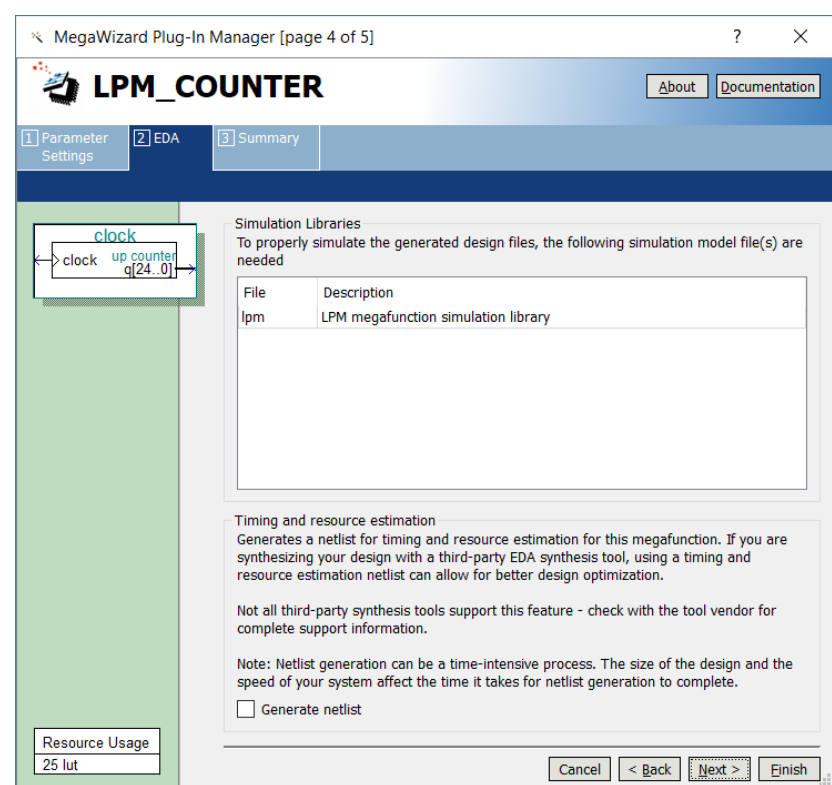 MegaWizard Plug-In Manager [page 4 of 5]
?
LPM_COUNTER
About
Documentation
1 Parameter
Settings
2 EDA
3 Summary
clock
clock
up counter
q[24..0]
Simulation Libraries
To properly simulate the generated design files, the following simulation model file(s) are
needed
File Description
lpm LPM megafunction simulation library
Timing and resource estimation
Generates a netlist for timing and resource estimation for this megafunction. If you are
synthesizing your design with a third-party EDA synthesis tool, using a timing and
resource estimation netlist can allow for better design optimization.
Not all third-party synthesis tools support this feature - check with the tool vendor for
complete support information.
Note: Netlist generation can be a time-intensive process. The size of the design and the
speed of your system affect the time it takes for netlist generation to complete.
Generate netlist
Resource Usage
25 lut
Cancel
< Back
Next >
Finish